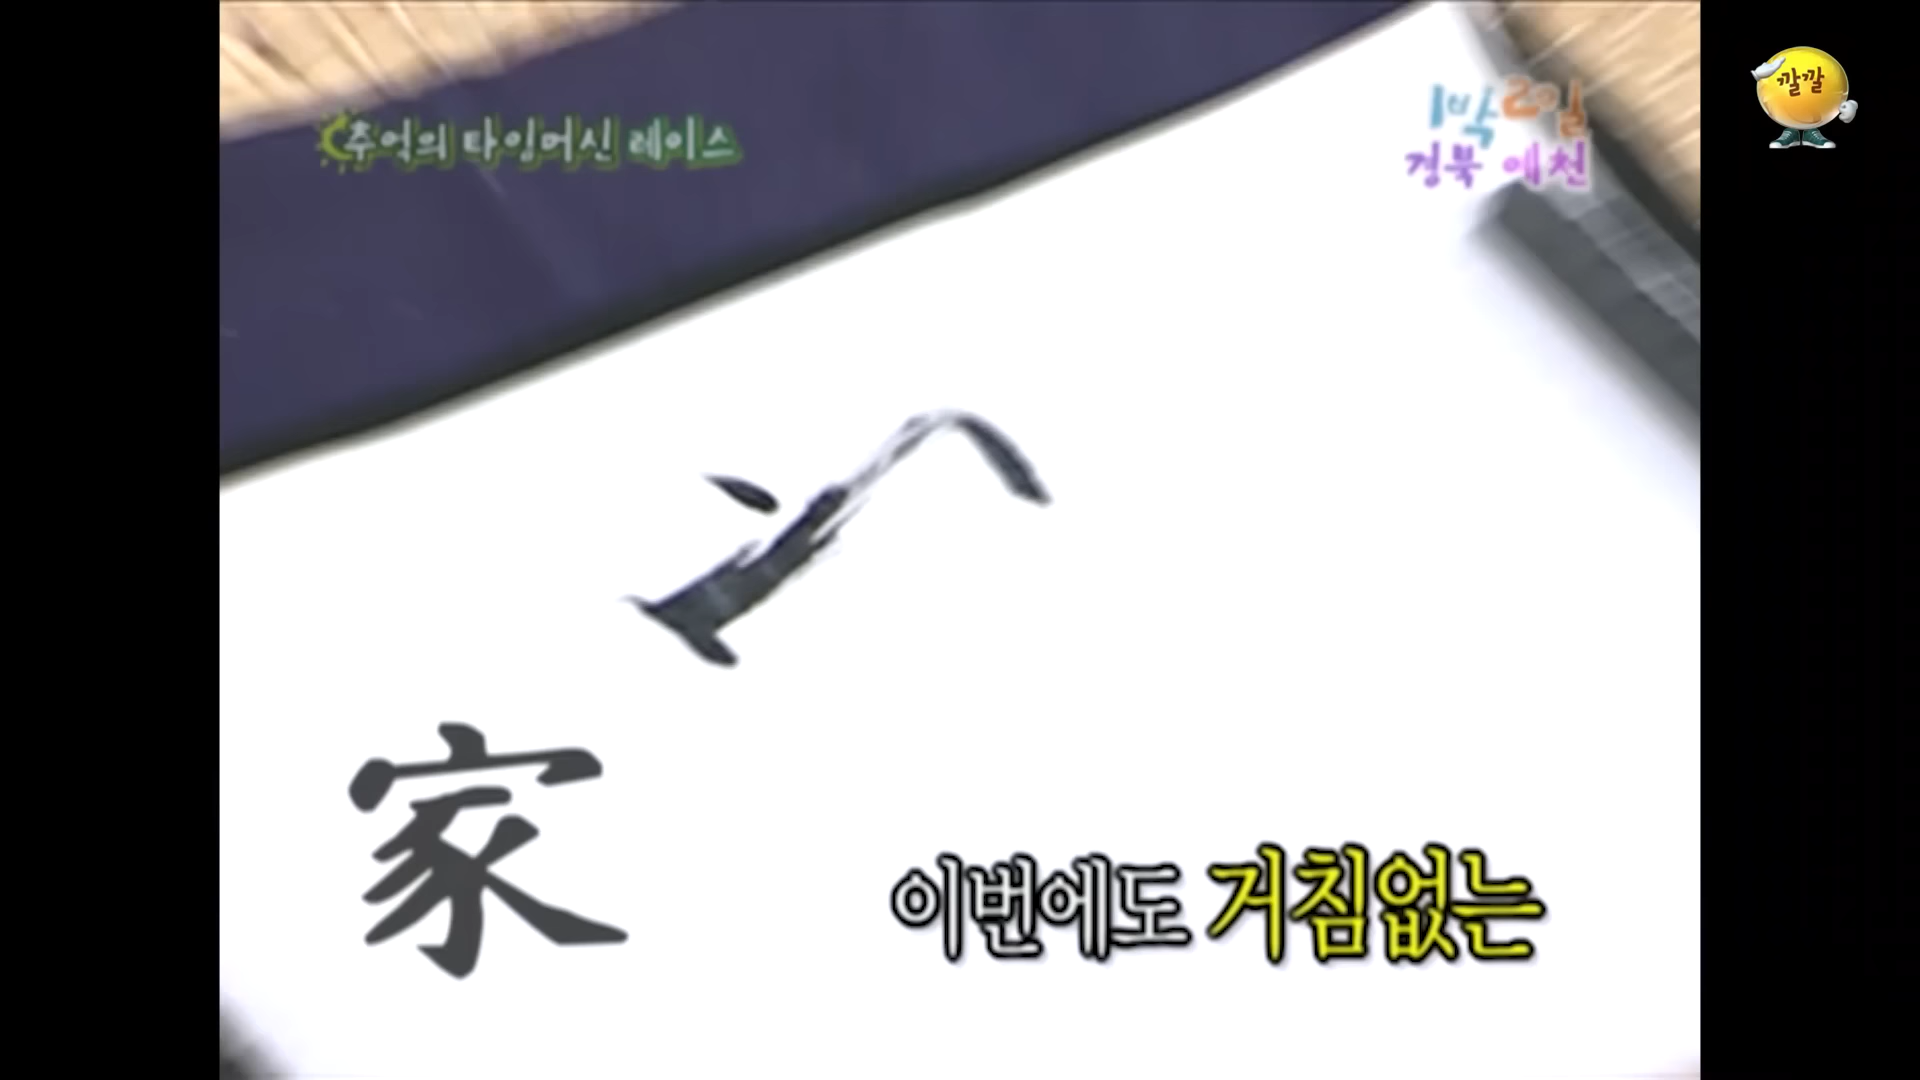 추억의 타임머신 레이스
1박2일
경북 예천
깔깔
家
이번에도 거침없는